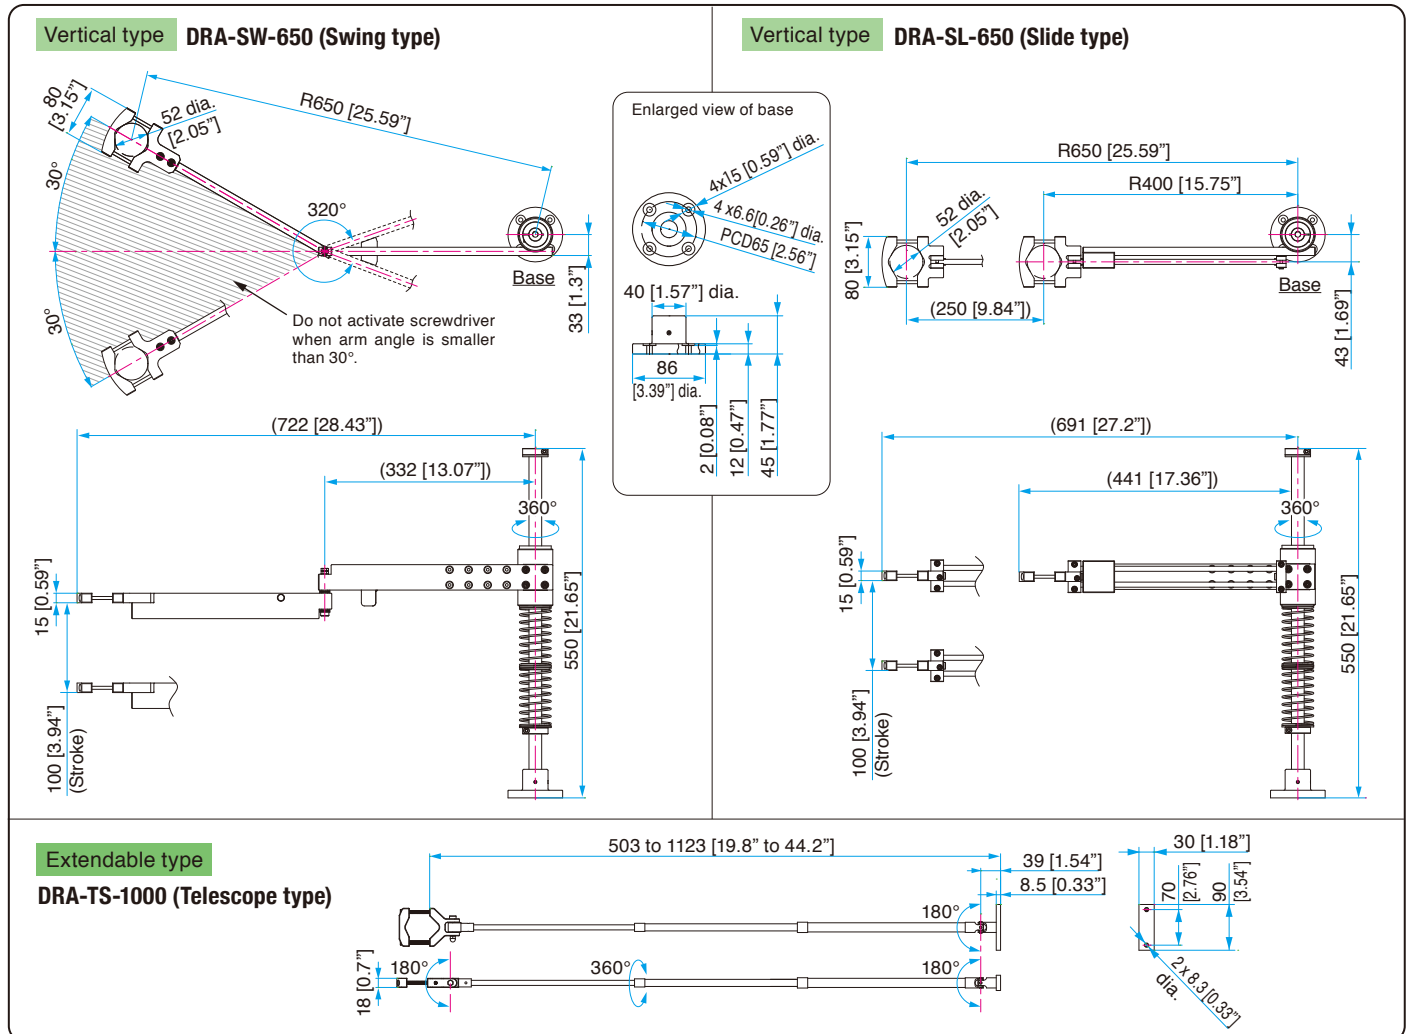 Vertical type DRA-SW-650 (Swing type)
80
[3.15”]
52 dia.
[2.05”]
R650 [25.59”]
30°
30°
320°
Base
33 [1.3”]
Do not activate screwdriver
when arm angle is smaller
than 30°.
(722 [28.43”])
(332 [13.07”])
360°
15 [0.59”]
100 [3.94”]
(Stroke)
550 [21.65”]
Enlarged view of base
4x15 [0.59”] dia.
4 x6.6[0.26”] dia.
PCD65 [2.56”]
40 [1.57”] dia.
86
[3.39”] dia.
2 [0.08”]
12 [0.47”]
45 [1.77”]
Vertical type DRA-SL-650 (Slide type)
R650 [25.59”]
R400 [15.75”]
52 dia.
[2.05”]
80 [3.15”]
(250 [9.84”])
Base
43 [1.69”]
(691 [27.2”])
(441 [17.36”])
360°
15 [0.59”]
100 [3.94”]
(Stroke)
550 [21.65”]
Extendable type
DRA-TS-1000 (Telescope type)
503 to 1123 [19.8” to 44.2”]
39 [1.54”]
8.5 [0.33”]
180°
180°
360°
180°
18 [0.7”]
30 [1.18”]
70
[2.76”]
90
[3.54”]
2 x 8.3 [0.33”]
dia.